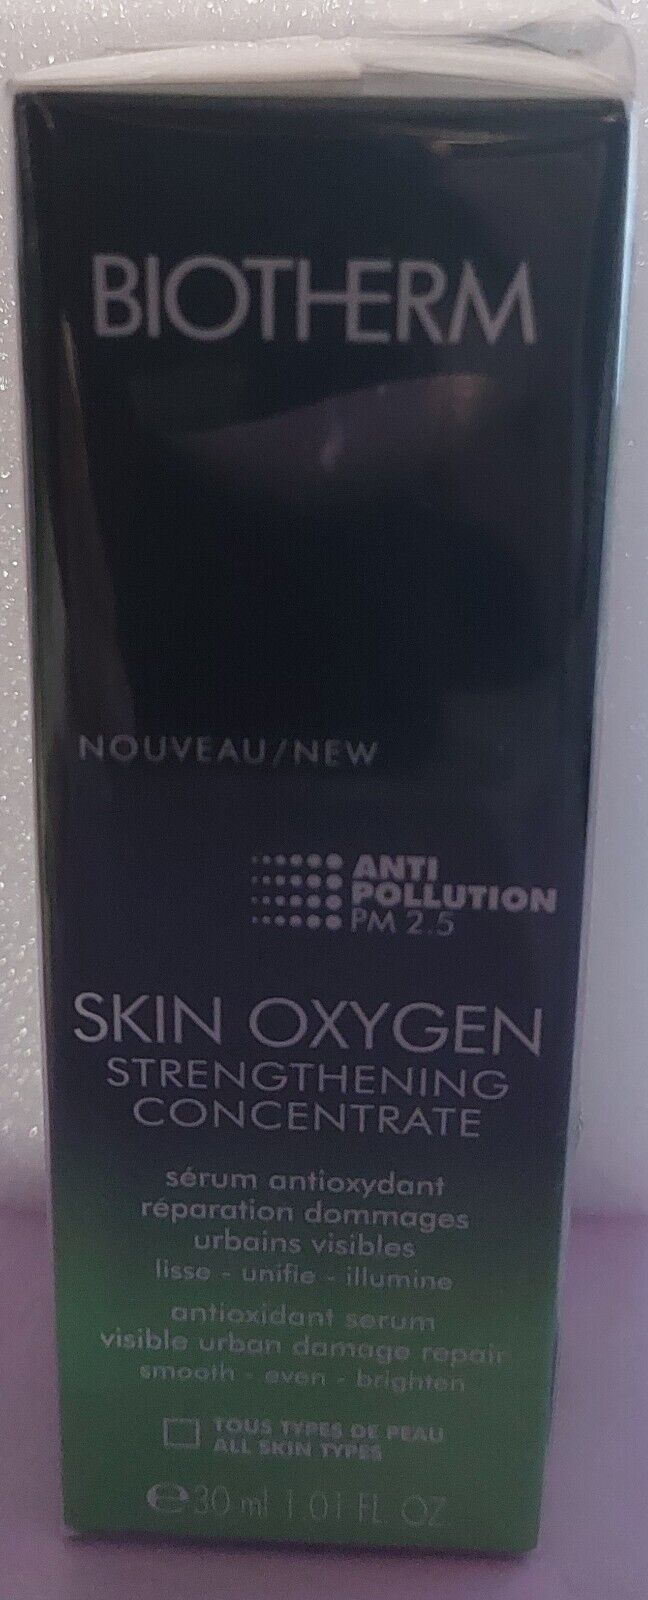 BIOTHERM
NOUVEAU/NEW
ANTI
POLLUTION
PM 2.5
SKIN OXYGEN
STRENGTHENING
CONCENTRATE
sérum antioxydant
réparation dommages
urbains visibles
lisse - unifie - illumine
antioxidant serum
visible urban damage repair
smooth - even - brighten
TOUS TYPES DE PEAU
ALL SKIN TYPES
℮30 ml 1.01 FL. OZ.